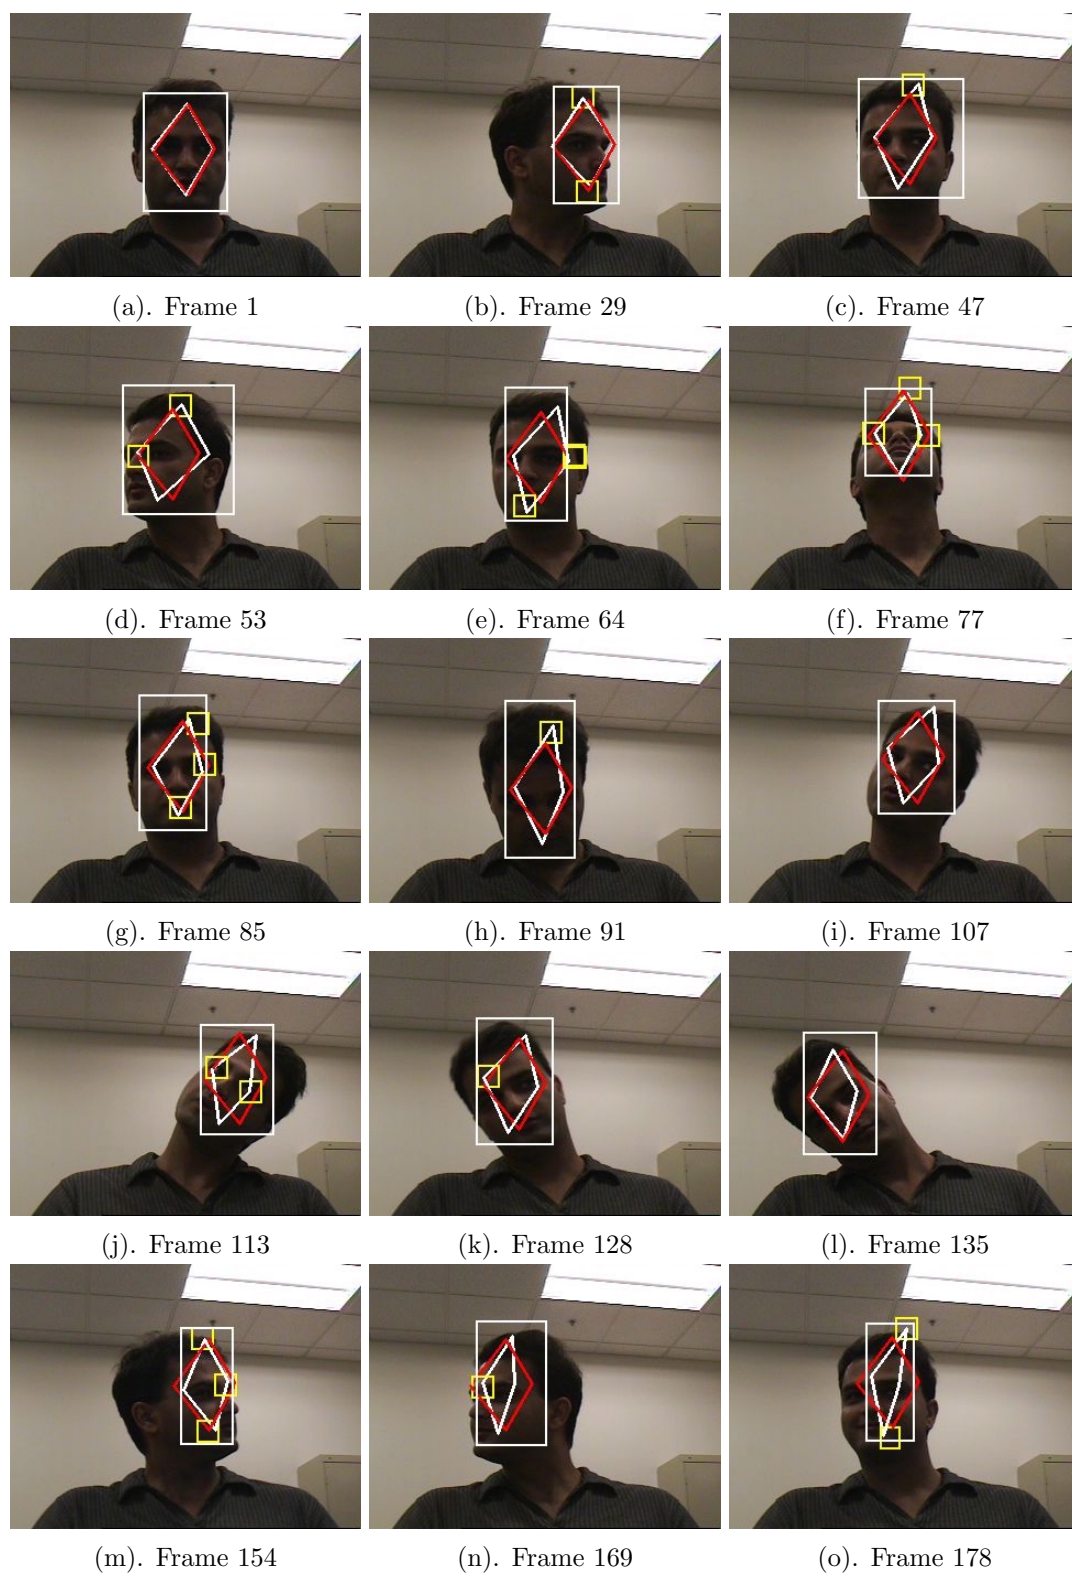 (a). Frame 1 (b). Frame 29 (c). Frame 47
(d). Frame 53 (e). Frame 64 (f). Frame 77
(g). Frame 85 (h). Frame 91 (i). Frame 107
(j). Frame 113 (k). Frame 128 (l). Frame 135
(m). Frame 154 (n). Frame 169 (o). Frame 178